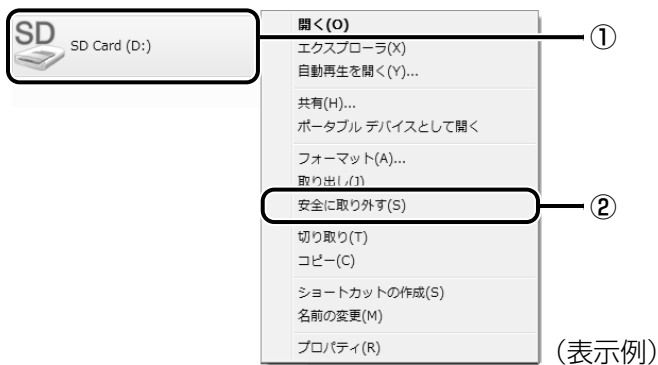 SD
SD Card (D:)
①
開く(O)
エクスプローラ(X)
自動再生を開く(Y)...
共有(H)...
ポータブル デバイスとして開く
フォーマット(A)...
取り出し(J)
安全に取り外す(S)
②
切り取り(T)
コピー(C)
ショートカットの作成(S)
名前の変更(M)
プロパティ(R)
(表示例)